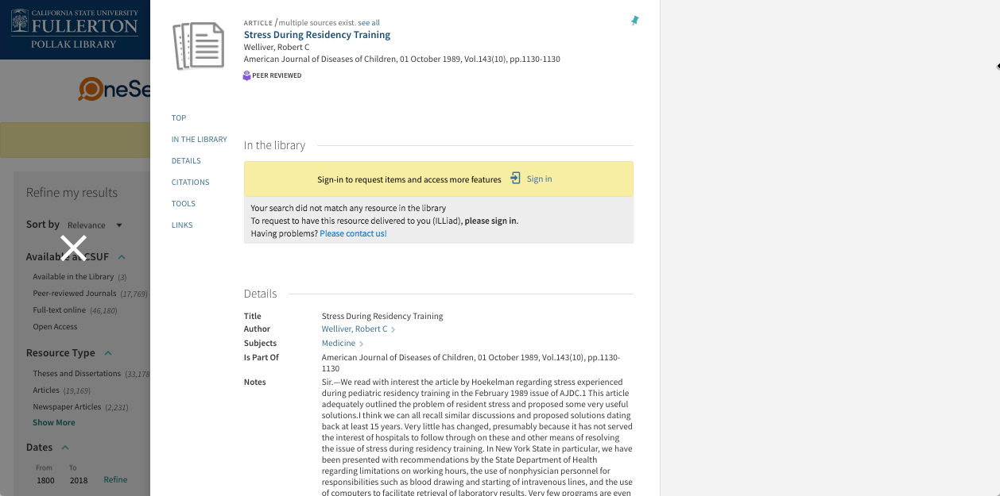 CALIFORNIA STATE UNIVERSITY
FULLERTON
POLLAK LIBRARY
OneSe
Refine my results
Sort by Relevance
Available at CSUF
Available in the Library (3)
Peer-reviewed Journals (17,769)
Full-text online (46,180)
Open Access
Resource Type
Theses and Dissertations (33,178
Articles (19,169)
Newspaper Articles (2,231)
Show More
Dates
From To
1800 2018 Refine
ARTICLE / multiple sources exist. see all
Stress During Residency Training
Welliver, Robert C
American Journal of Diseases of Children, 01 October 1989, Vol.143(10), pp.1130-1130
PEER REVIEWED
TOP
IN THE LIBRARY
DETAILS
CITATIONS
TOOLS
LINKS
In the library
Sign-in to request items and access more features Sign in
Your search did not match any resource in the library
To request to have this resource delivered to you (ILLiad), please sign in.
Having problems? Please contact us!
Details
Title Stress During Residency Training
Author Welliver, Robert C
Subjects Medicine
Is Part Of American Journal of Diseases of Children, 01 October 1989, Vol.143(10), pp.1130-
1130
Notes Sir.—We read with interest the article by Hoekelman regarding stress experienced
during pediatric residency training in the February 1989 issue of AJDC.1 This article
adequately outlined the problem of resident stress and proposed some very useful
solutions.I think we can all recall similar discussions and proposed solutions dating
back at least 15 years. Very little has changed, presumably because it has not served
the interest of hospitals to follow through on these and other means of resolving
the issue of stress during residency training. In New York State in particular, we have
been presented with recommendations by the State Department of Health
regarding limitations on working hours, the use of nonphysician personnel for
responsibilities such as blood drawing and starting of intravenous lines, and the use
of computers to facilitate retrieval of laboratory results. Very few programs are even